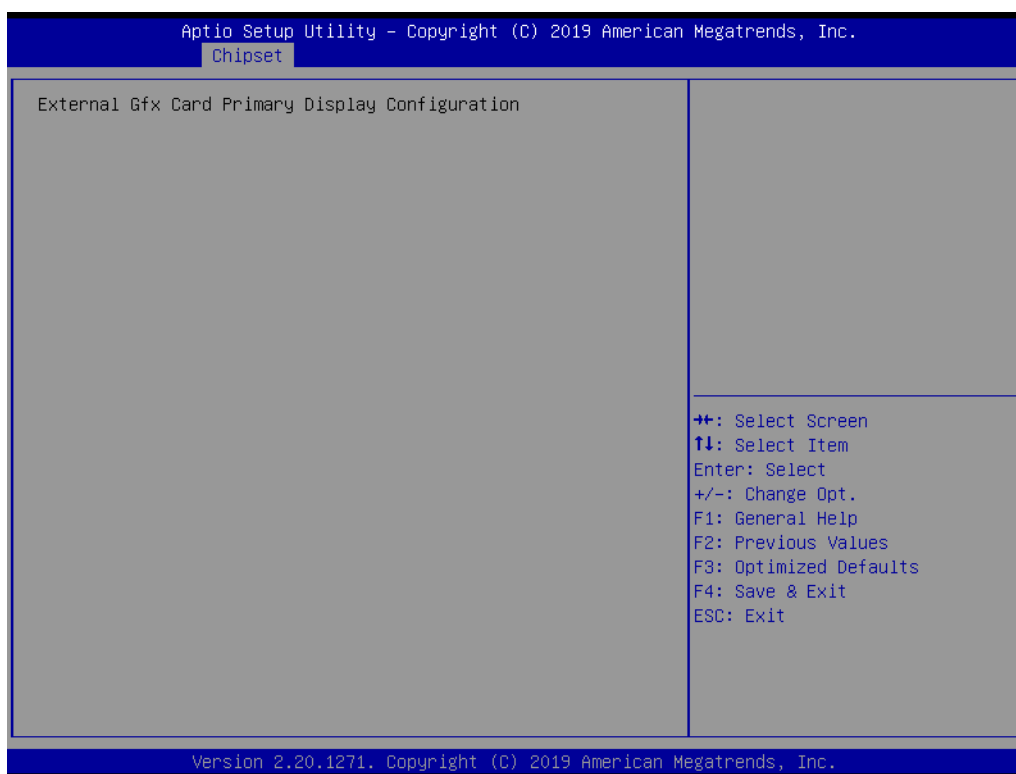 Aptio Setup Utility – Copyright (C) 2019 American Megatrends, Inc.
Chipset
External Gfx Card Primary Display Configuration
→←: Select Screen
↑↓: Select Item
Enter: Select
+/-: Change Opt.
F1: General Help
F2: Previous Values
F3: Optimized Defaults
F4: Save & Exit
ESC: Exit
Version 2.20.1271. Copyright (C) 2019 American Megatrends, Inc.